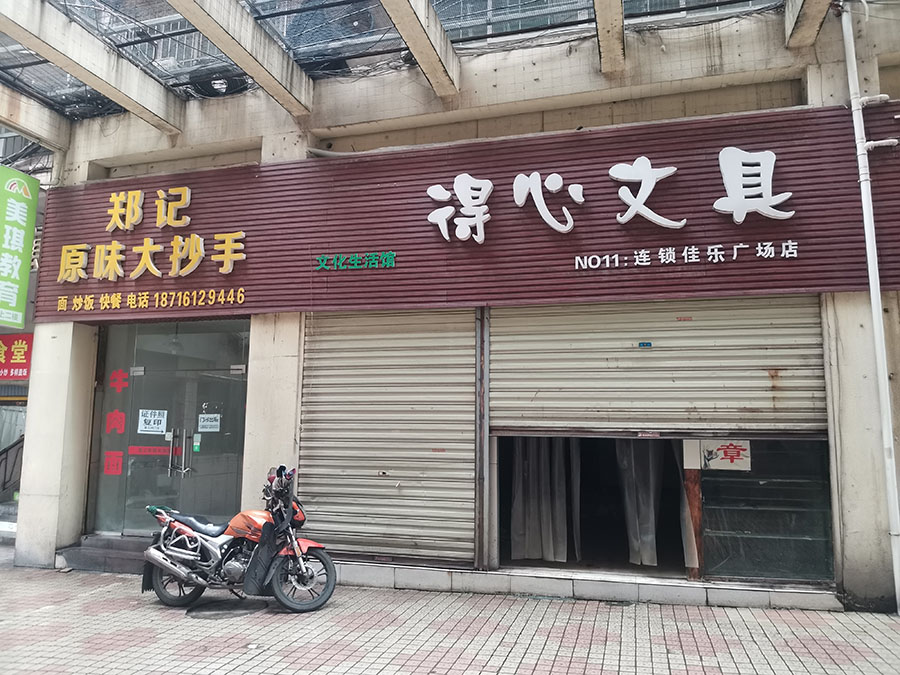 美琪教育
食堂
郑记
原味大抄手
面 炒饭 快餐 电话 18716129446
牛肉面
证件照
复印
文化生活馆
得心文具
NO11:连锁佳乐广场店
章